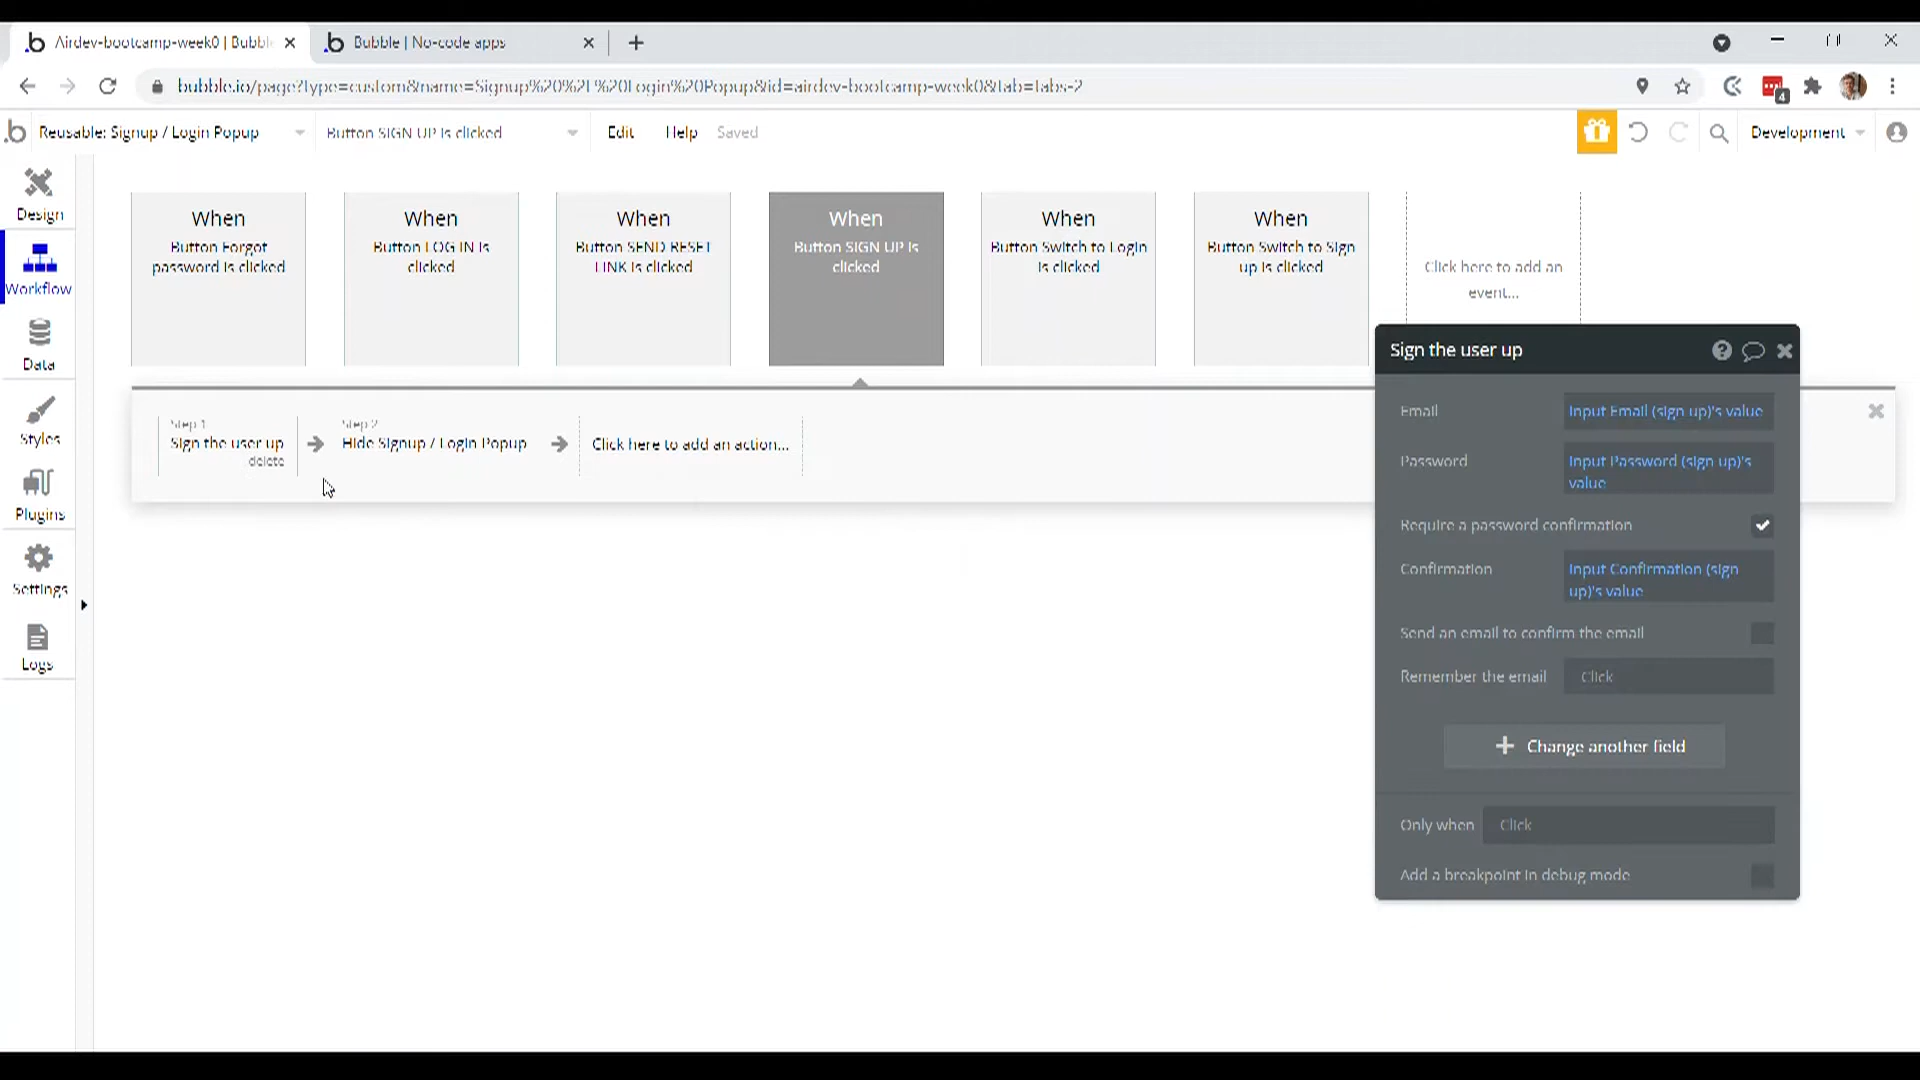 Airdev-bootcamp-week0 | Bubbl
Bubble | No-code apps
bubble.io/page?type=custom&name=Signup%20%2F%20Login%20Popup&id=airdev-bootcamp-week0&tab=tabs-2
4
Reusable: Signup / Login Popup
Button SIGN UP is clicked
Edit
Help
Saved
Development
Design
Workflow
Data
Styles
Plugins
Settings
Logs
When
Button Forgot
password is clicked
When
Button LOG IN is
clicked
When
Button SEND RESET
LINK is clicked
When
Button SIGN UP is
clicked
When
Button Switch to Login
is clicked
When
Button Switch to Sign
up is clicked
Click here to add an
event...
Step 1
Sign the user up
delete
Step 2
Hide Signup / Login Popup
Click here to add an action...
Sign the user up
Email
Input Email (sign up)'s value
Password
Input Password (sign up)'s
value
Require a password confirmation
Confirmation
Input Confirmation (sign
up)'s value
Send an email to confirm the email
Remember the email
Click
Change another field
Only when
Click
Add a breakpoint in debug mode